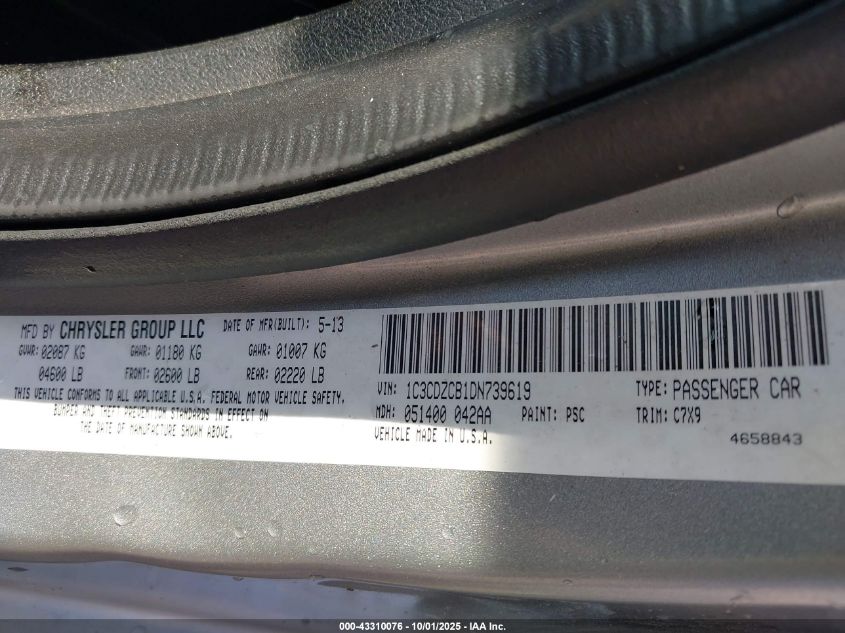 MFD BY CHRYSLER GROUP LLC DATE OF MFR(BUILT): 5-13
GVWR: 02087 KG GAWR: 01180 KG GAWR: 01007 KG
04600 LB FRONT: 02600 LB REAR: 02220 LB
THIS VEHICLE CONFORMS TO ALL APPLICABLE U.S.A. FEDERAL MOTOR VEHICLE SAFETY,
BUMPER AND THEFT PREVENTION STANDARDS IN EFFECT ON
THE DATE OF MANUFACTURE SHOWN ABOVE.
VIN: 1C3CDZCB1DN739619 TYPE: PASSENGER CAR
MDH: 051400 042AA PAINT: PSC TRIM: C7X9
VEHICLE MADE IN U.S.A. 4658843
000-43310076 - 10/01/2025 - IAA Inc.